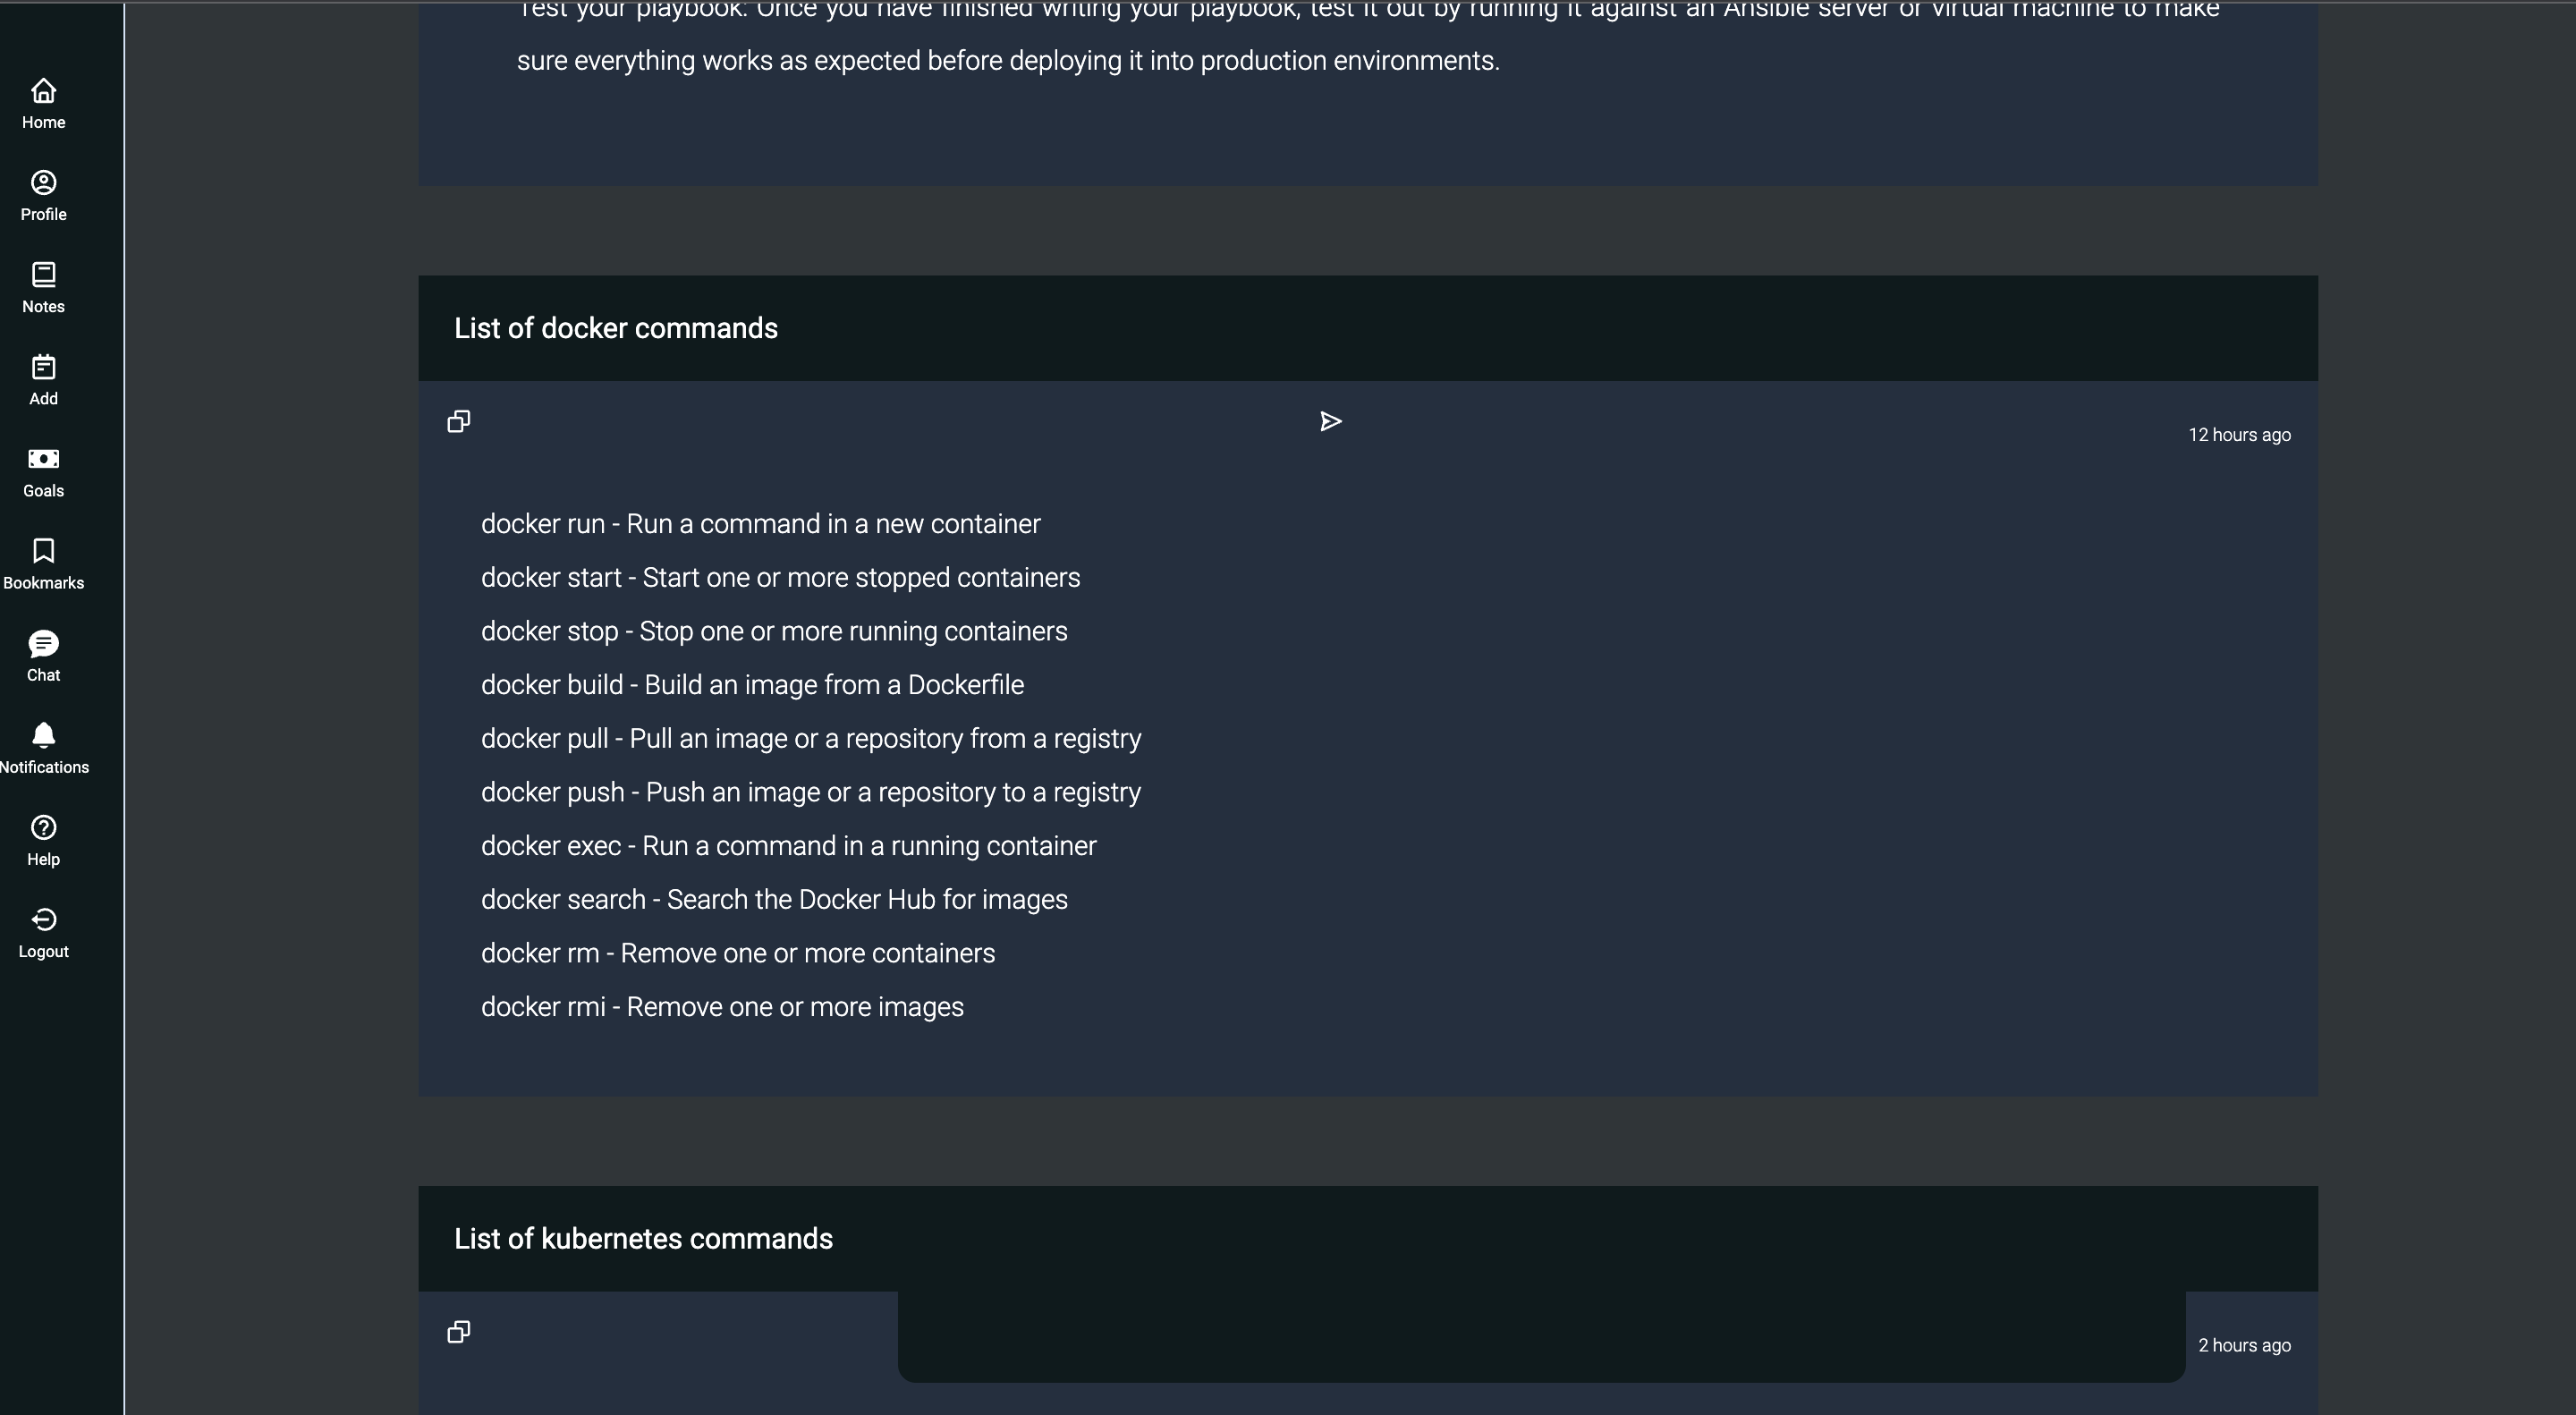 Test your playbook: Once you have finished writing your playbook, test it out by running it against an Ansible server or virtual machine to make
sure everything works as expected before deploying it into production environments.
Home
Profile
Notes
Add
Goals
Bookmarks
Chat
Notifications
Help
Logout
List of docker commands
12 hours ago
docker run - Run a command in a new container
docker start - Start one or more stopped containers
docker stop - Stop one or more running containers
docker build - Build an image from a Dockerfile
docker pull - Pull an image or a repository from a registry
docker push - Push an image or a repository to a registry
docker exec - Run a command in a running container
docker search - Search the Docker Hub for images
docker rm - Remove one or more containers
docker rmi - Remove one or more images
List of kubernetes commands
2 hours ago